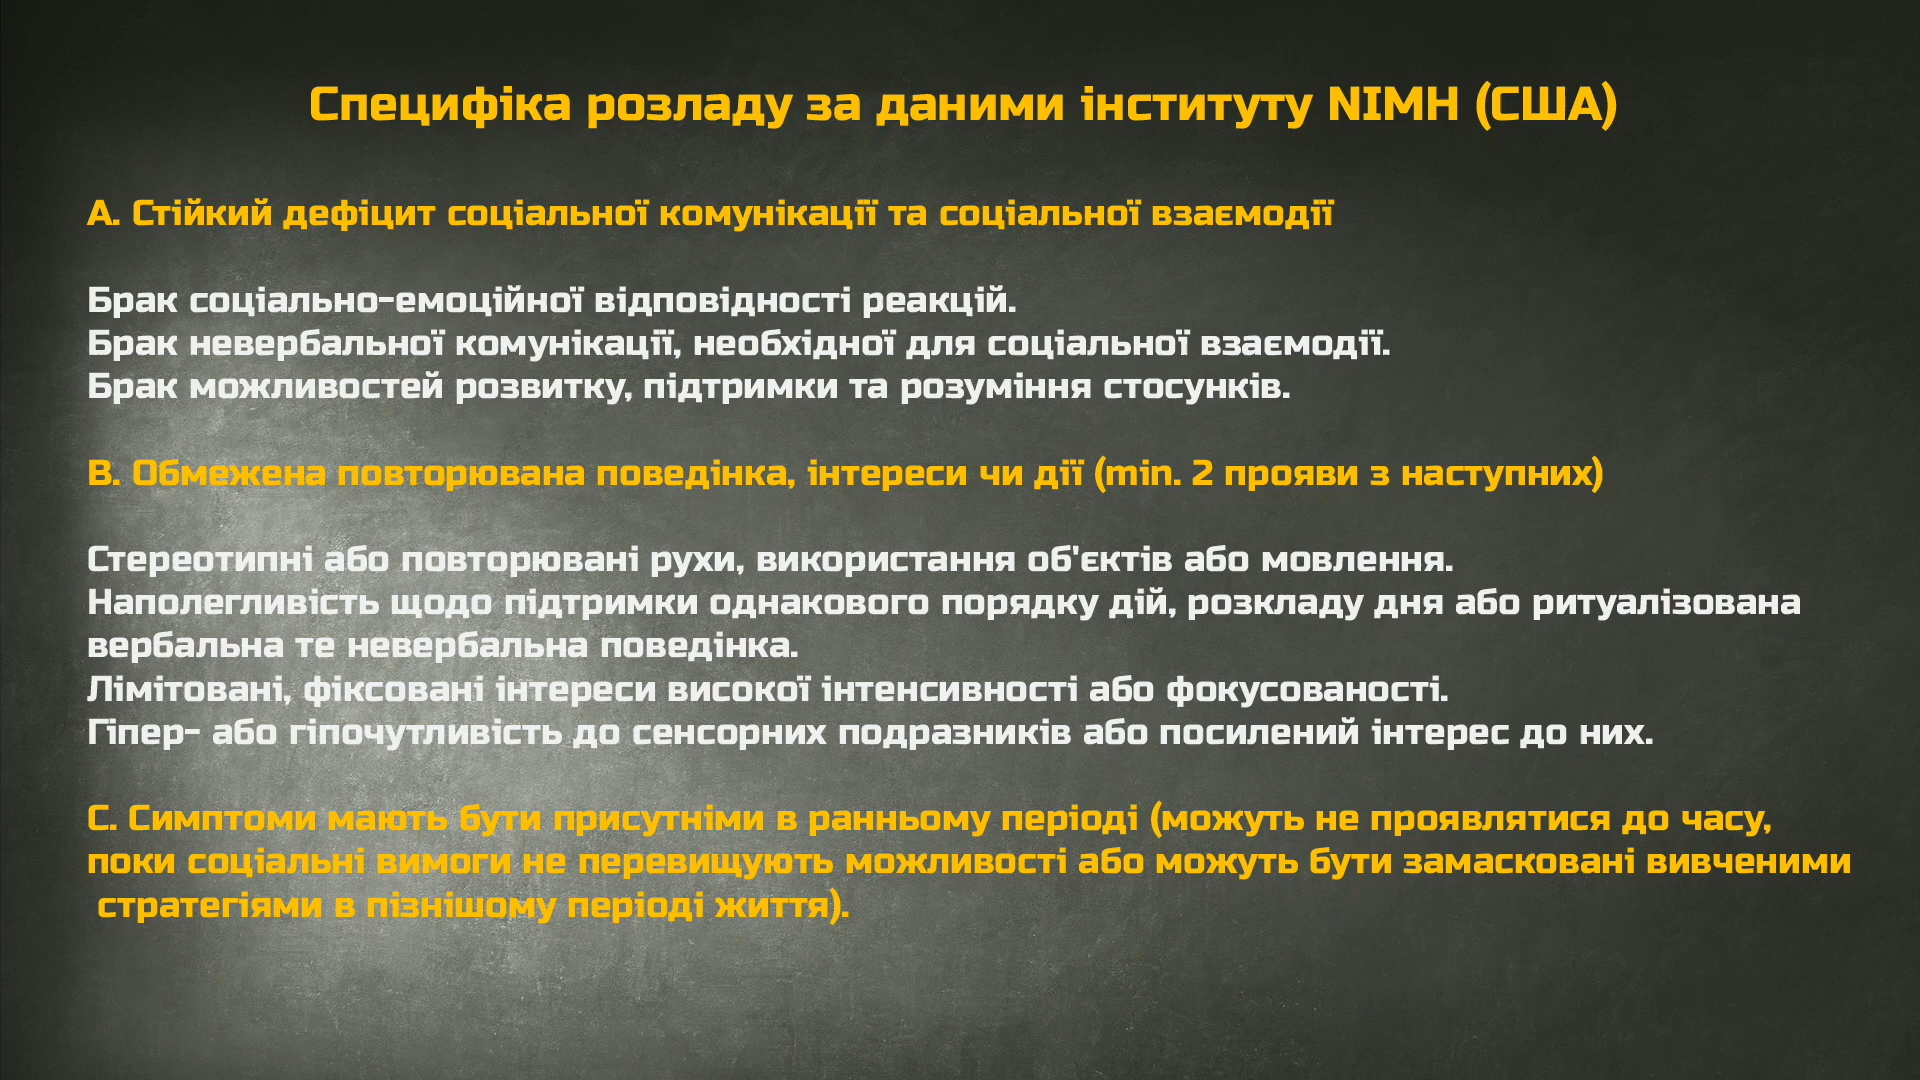 Специфіка розладу за даними інституту NIMH (США)
A. Стійкий дефіцит соціальної комунікації та соціальної взаємодії
Брак соціально-емоційної відповідності реакцій.
Брак невербальної комунікації, необхідної для соціальної взаємодії.
Брак можливостей розвитку, підтримки та розуміння стосунків.
B. Обмежена повторювана поведінка, інтереси чи дії (min. 2 прояви з наступних)
Стереотипні або повторювані рухи, використання об'єктів або мовлення.
Наполегливість щодо підтримки однакового порядку дій, розкладу дня або ритуалізована
вербальна те невербальна поведінка.
Лімітовані, фіксовані інтереси високої інтенсивності або фокусованості.
Гіпер- або гіпочутливість до сенсорних подразників або посилений інтерес до них.
C. Симптоми мають бути присутніми в ранньому періоді (можуть не проявлятися до часу,
поки соціальні вимоги не перевищують можливості або можуть бути замасковані вивченими
стратегіями в пізнішому періоді життя).